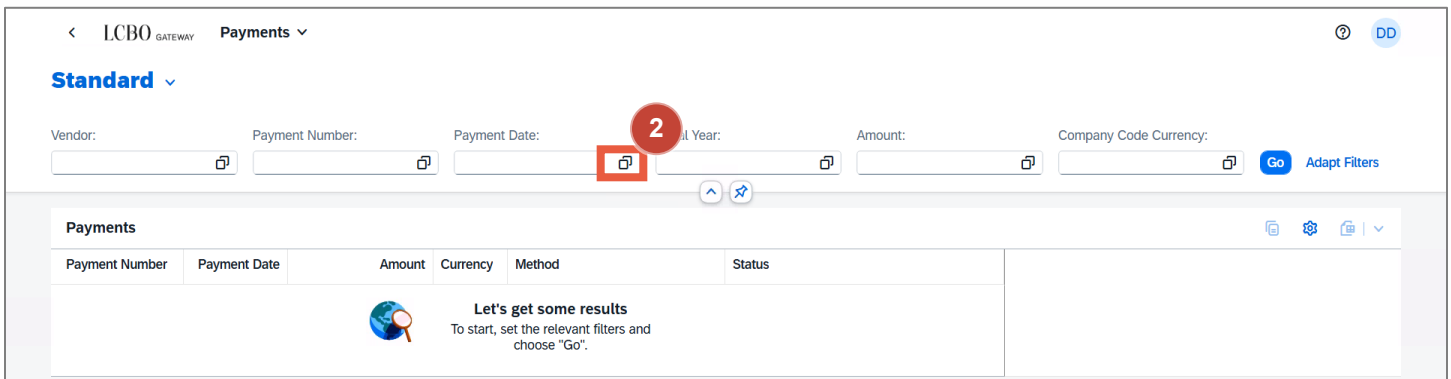 LCBO GATEWAY Payments DD
Standard
2
Vendor: Payment Number: Payment Date: l Year: Amount: Company Code Currency:
Go Adapt Filters
Payments
Payment Number Payment Date Amount Currency Method Status
Let's get some results
To start, set the relevant filters and
choose "Go".